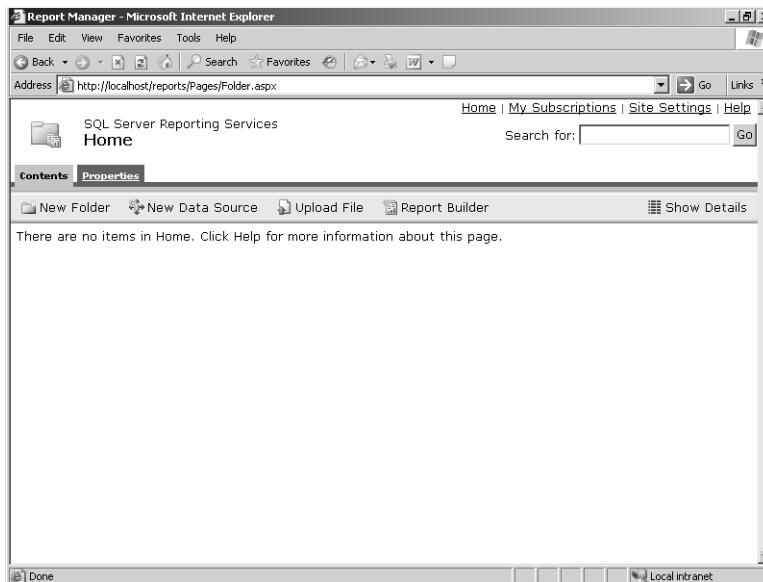 Report Manager - Microsoft Internet Explorer
File Edit View Favorites Tools Help
Back Search Favorites
Address http://localhost/reports/Pages/Folder.aspx Go Links
Home | My Subscriptions | Site Settings | Help
SQL Server Reporting Services
Home
Search for: Go
Contents Properties
New Folder New Data Source Upload File Report Builder Show Details
There are no items in Home. Click Help for more information about this page.
Done Local intranet